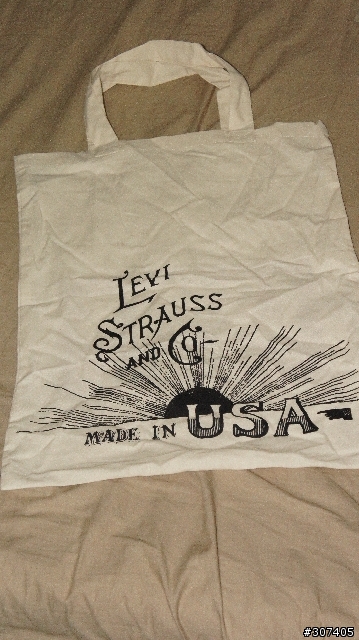 LEVI
STRAUSS
AND CO-
MADE IN USA
#307405